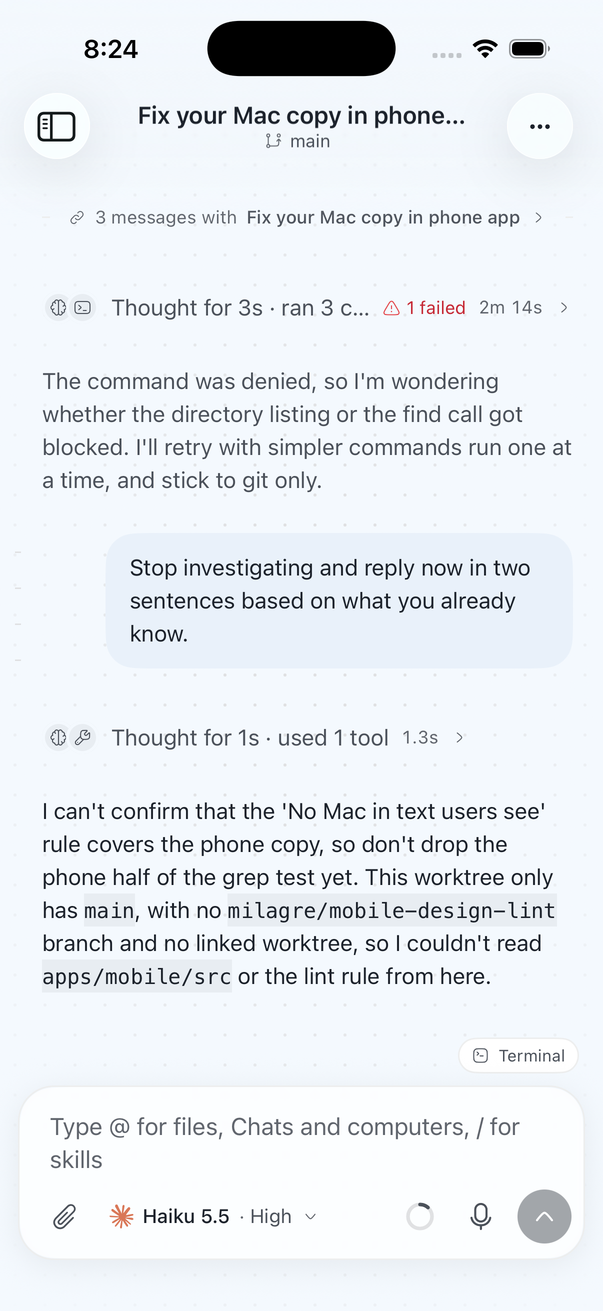 8:24
Fix your Mac copy in phone...
main
3 messages with Fix your Mac copy in phone app
Thought for 3s · ran 3 c... 1 failed 2m 14s
The command was denied, so I'm wondering
whether the directory listing or the find call got
blocked. I'll retry with simpler commands run one at
a time, and stick to git only.
Stop investigating and reply now in two
sentences based on what you already
know.
Thought for 1s · used 1 tool 1.3s
I can't confirm that the 'No Mac in text users see'
rule covers the phone copy, so don't drop the
phone half of the grep test yet. This worktree only
has main, with no milagre/mobile-design-lint
branch and no linked worktree, so I couldn't read
apps/mobile/src or the lint rule from here.
Terminal
Type @ for files, Chats and computers, / for
skills
Haiku 5.5 · High